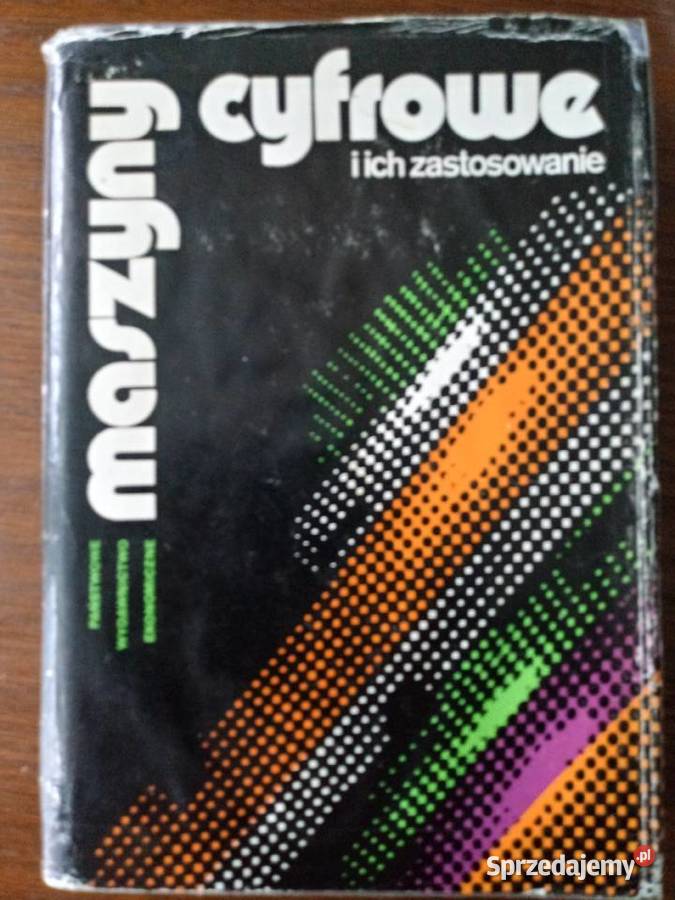 maszyny
cyfrowe
i ich zastosowanie
PAŃSTWOWE
WYDAWNICTWO
EKONOMICZNE
Sprzedajemy.pl